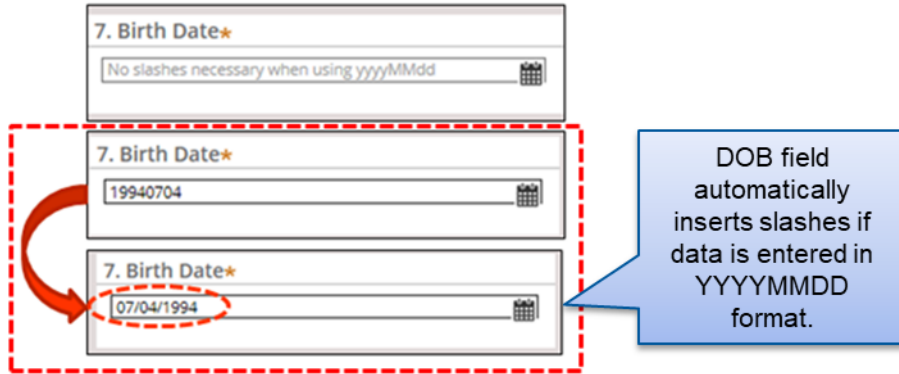 7. Birth Date*
No slashes necessary when using yyyyMMdd
7. Birth Date*
19940704
7. Birth Date*
07/04/1994
DOB field
automatically
inserts slashes if
data is entered in
YYYYMMDD
format.